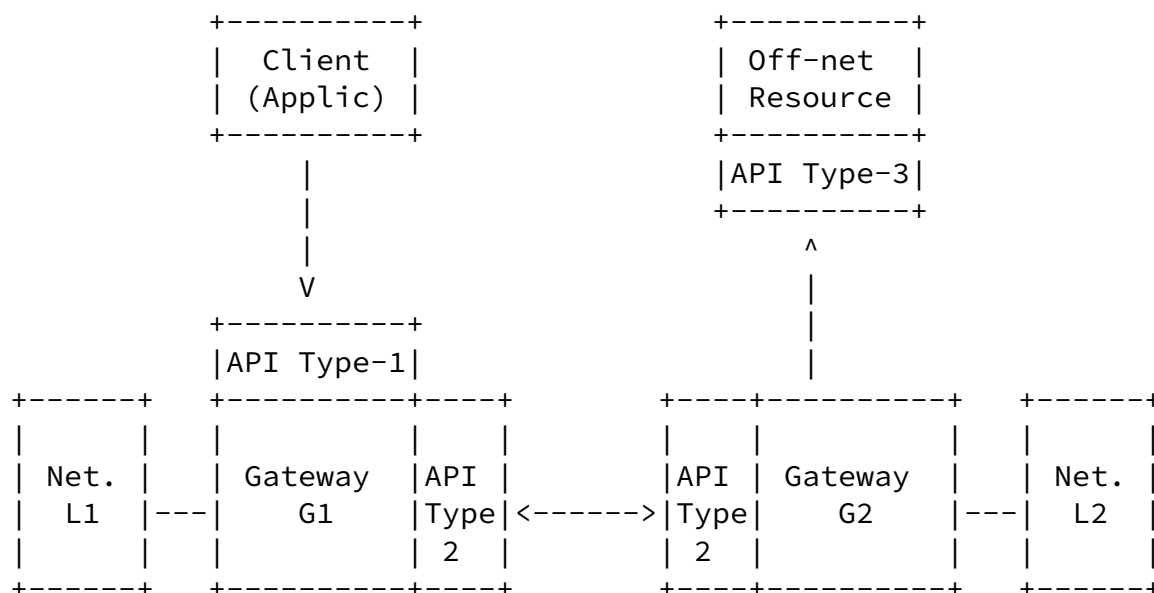 Client Off-net
(Applic) Resource
API Type-3
V ^
API Type-1
Net. Gateway API API Gateway Net.
L1 G1 Type <------> Type G2 L2
2 2